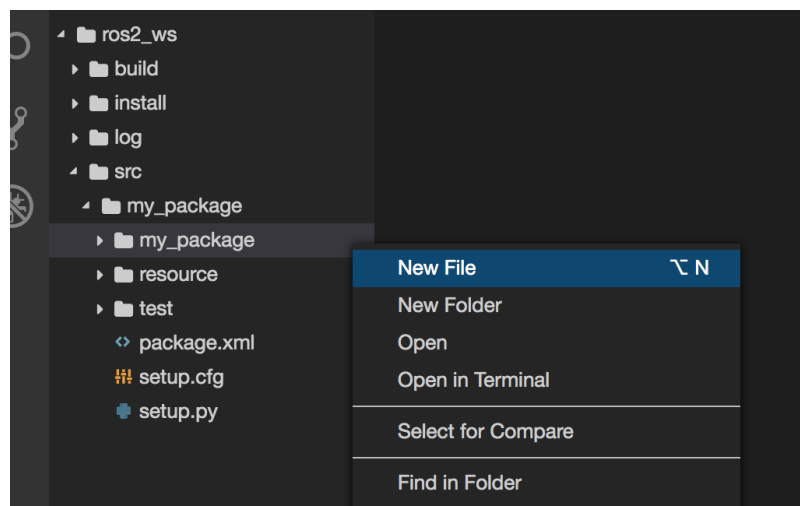 ros2_ws
build
install
log
src
my_package
my_package
resource
test
package.xml
setup.cfg
setup.py
New File ⌥ N
New Folder
Open
Open in Terminal
Select for Compare
Find in Folder